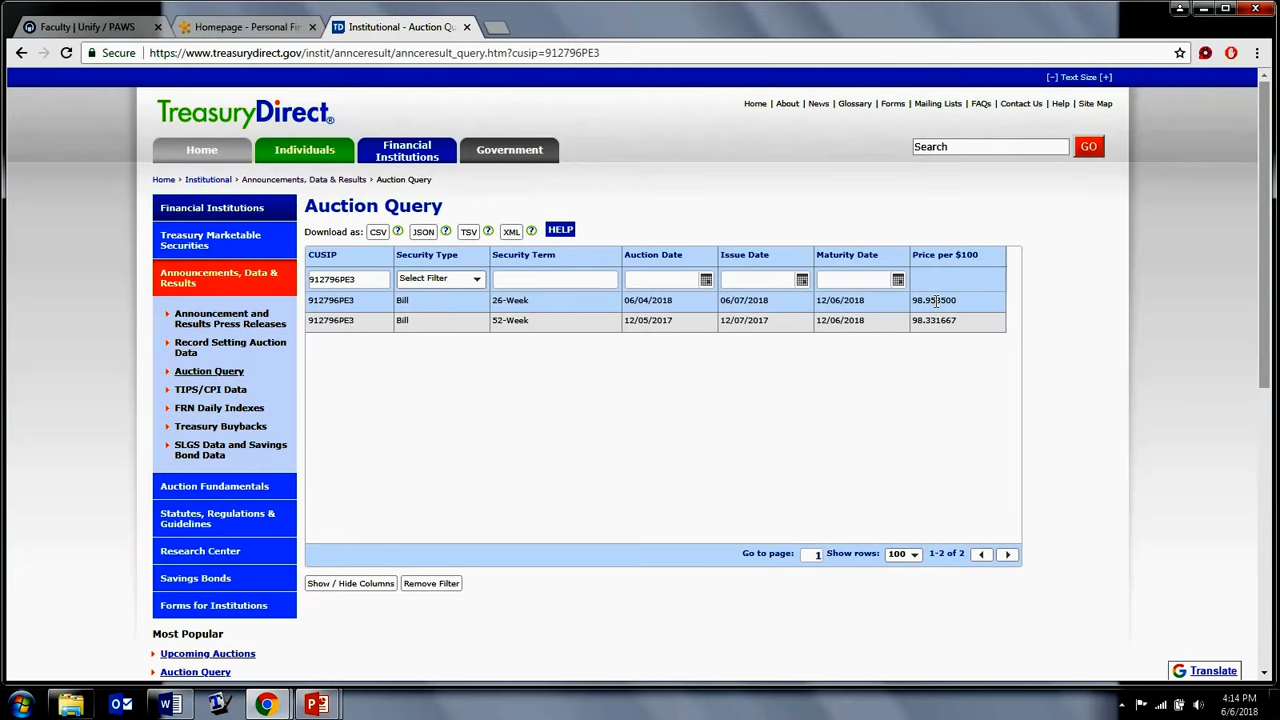 Faculty | Unify / PAWS
Homepage - Personal Fi
TD Institutional - Auction Qu
Secure https://www.treasurydirect.gov/instit/annceresult/annceresult_query.htm?cusip=912796PE3
[-] Text Size [+]
TreasuryDirect®
Home | About | News | Glossary | Forms | Mailing Lists | FAQs | Contact Us | Help | Site Map
Home
Individuals
Financial Institutions
Government
Search
GO
Home > Institutional > Announcements, Data & Results > Auction Query
Financial Institutions
Treasury Marketable
Securities
Announcements, Data &
Results
Announcement and
Results Press Releases
Record Setting Auction
Data
Auction Query
TIPS/CPI Data
FRN Daily Indexes
Treasury Buybacks
SLGS Data and Savings
Bond Data
Auction Fundamentals
Statutes, Regulations &
Guidelines
Research Center
Savings Bonds
Forms for Institutions
Most Popular
Upcoming Auctions
Auction Query
Auction Query
Download as: CSV ? JSON ? TSV ? XML ? HELP
CUSIP Security Type Security Term Auction Date Issue Date Maturity Date Price per $100
912796PE3 Select Filter
912796PE3 Bill 26-Week 06/04/2018 06/07/2018 12/06/2018
912796PE3 Bill 52-Week 12/05/2017 12/07/2017 12/06/2018 98.331667
Go to page: 1 Show rows: 100 1-2 of 2
Show / Hide Columns Remove Filter
G Translate
4:14 PM
6/6/2018